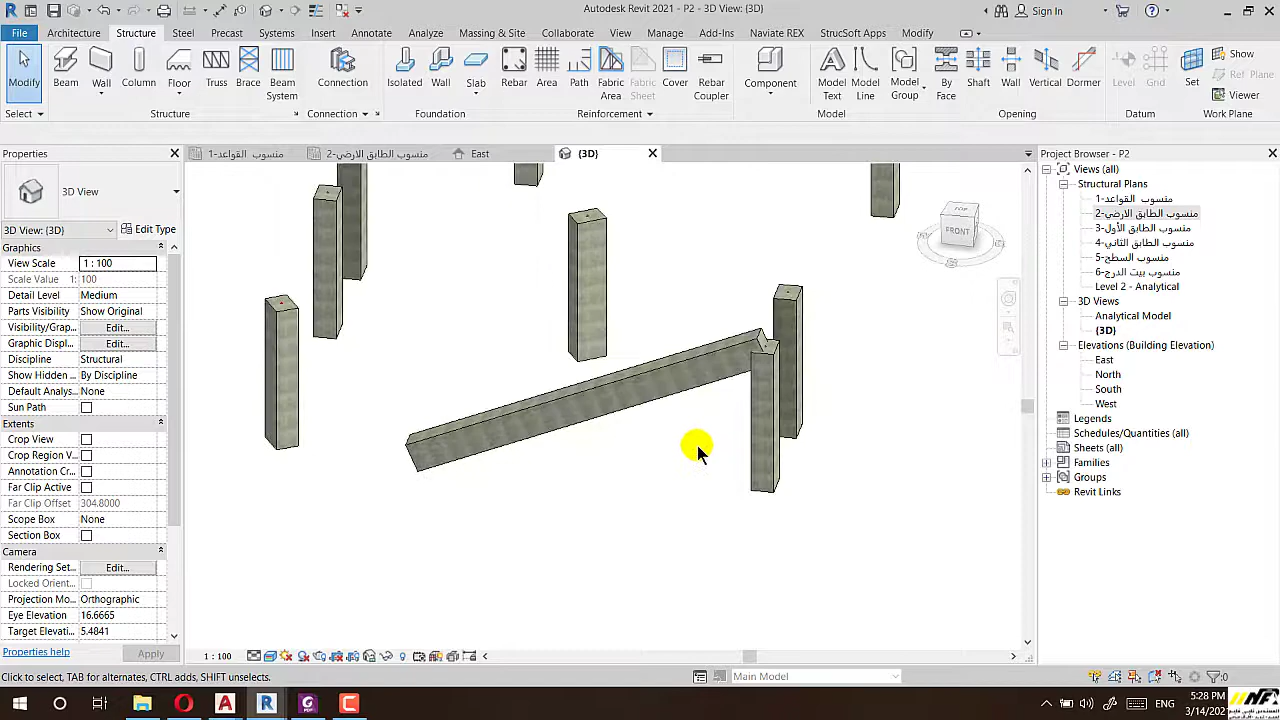 Autodesk Revit 2021 - P2 - 3D View: {3D}
Sign In
File Architecture Structure Steel Precast Systems Insert Annotate Analyze Massing & Site Collaborate View Manage Add-Ins Naviate REX StrucSoft Apps Modify
Modify Beam Wall Column Floor Truss Brace Beam System Connection Isolated Wall Slab Rebar Area Path Fabric Area Fabric Sheet Cover Rebar Coupler Component Model Text Model Line Model Group By Face Shaft Wall Vertical Dormer Level Grid Set Show Ref Plane Viewer
Select Structure Connection Foundation Reinforcement Model Opening Datum Work Plane
Properties
منسوب القواعد-1
منسوب الطابق الارضي-2
East
{3D}
Project Browser - P2
3D View
3D View: {3D} Edit Type
Graphics
View Scale 1 : 100
Scale Value 1: 100
Detail Level Medium
Parts Visibility Show Original
Visibility/Grap... Edit...
Graphic Displ... Edit...
Discipline Structural
Show Hidden ... By Discipline
Default Analys... None
Sun Path
Extents
Crop View
Crop Region V...
Annotation Cr...
Far Clip Active
Far Clip Offset 304.8000
Scope Box None
Section Box
Camera
Rendering Set... Edit...
Locked Orient...
Projection Mo... Orthographic
Eye Elevation 16.6665
Target Elevati... 5.4841
Properties help Apply
TOP
FRONT
Views (all)
Structural Plans
منسوب القواعد-1
منسوب الطابق الارضي-2
منسوب الطابق الأول-3
منسوب الطابق الثاني-4
منسوب السطح-5
منسوب بيت الدرج-6
Level 2 - Analytical
3D Views
Analytical Model
{3D}
Elevations (Building Elevation)
East
North
South
West
Legends
Schedules/Quantities (all)
Sheets (all)
Families
Groups
Revit Links
1 : 100
Click to select, TAB for alternates, CTRL adds, SHIFT unselects.
Main Model
:0
ENG
5:28 PM
3/14/202